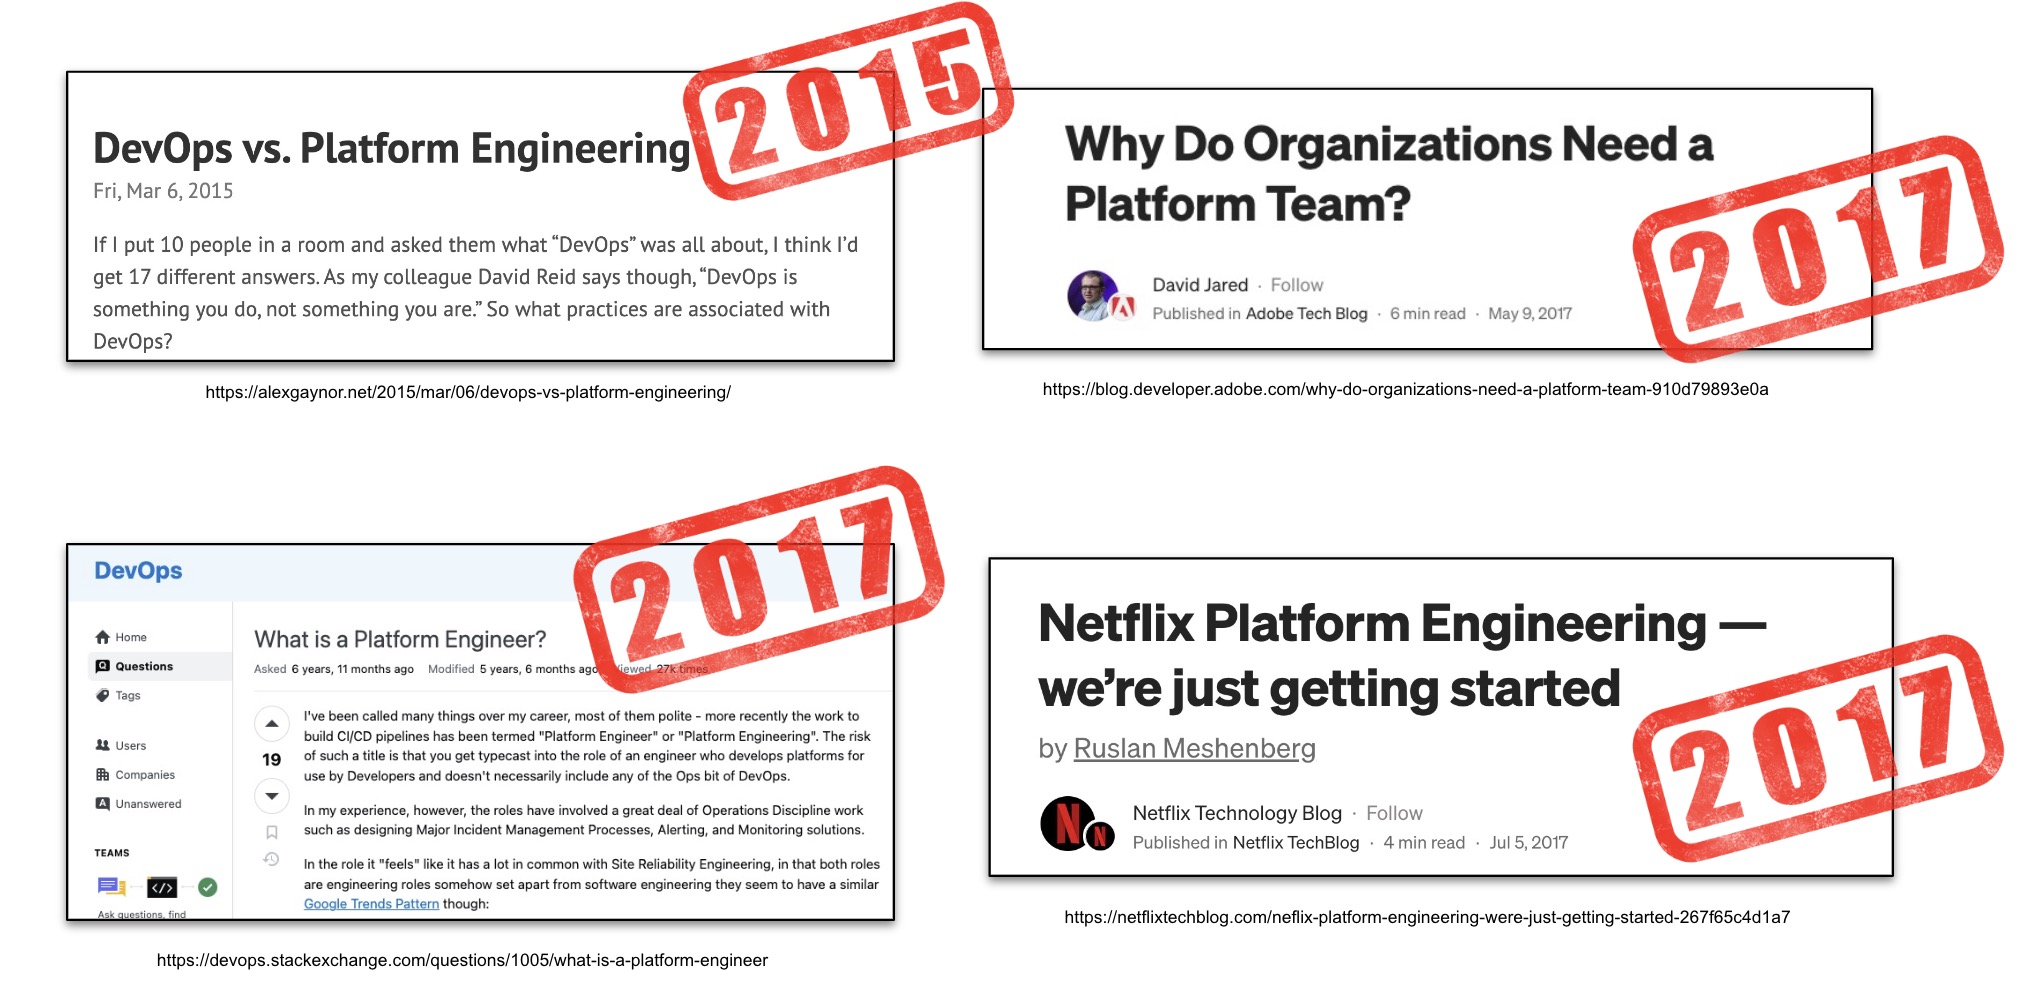 2015
DevOps vs. Platform Engineering
Fri, Mar 6, 2015
If I put 10 people in a room and asked them what “DevOps” was all about, I think I’d
get 17 different answers. As my colleague David Reid says though, “DevOps is
something you do, not something you are.” So what practices are associated with
DevOps?
https://alexgaynor.net/2015/mar/06/devops-vs-platform-engineering/
2017
Why Do Organizations Need a
Platform Team?
David Jared · Follow
Published in Adobe Tech Blog · 6 min read · May 9, 2017
https://blog.developer.adobe.com/why-do-organizations-need-a-platform-team-910d79893e0a
2017
DevOps
Home
Questions
Tags
Users
Companies
Unanswered
TEAMS
Ask questions, find
What is a Platform Engineer?
Asked 6 years, 11 months ago Modified 5 years, 6 months ago Viewed 27k times
19
I've been called many things over my career, most of them polite - more recently the work to
build CI/CD pipelines has been termed "Platform Engineer" or "Platform Engineering". The risk
of such a title is that you get typecast into the role of an engineer who develops platforms for
use by Developers and doesn't necessarily include any of the Ops bit of DevOps.
In my experience, however, the roles have involved a great deal of Operations Discipline work
such as designing Major Incident Management Processes, Alerting, and Monitoring solutions.
In the role it "feels" like it has a lot in common with Site Reliability Engineering, in that both roles
are engineering roles somehow set apart from software engineering they seem to have a similar
Google Trends Pattern though:
https://devops.stackexchange.com/questions/1005/what-is-a-platform-engineer
2017
Netflix Platform Engineering —
we’re just getting started
by Ruslan Meshenberg
N N
Netflix Technology Blog · Follow
Published in Netflix TechBlog · 4 min read · Jul 5, 2017
https://netflixtechblog.com/neflix-platform-engineering-were-just-getting-started-267f65c4d1a7